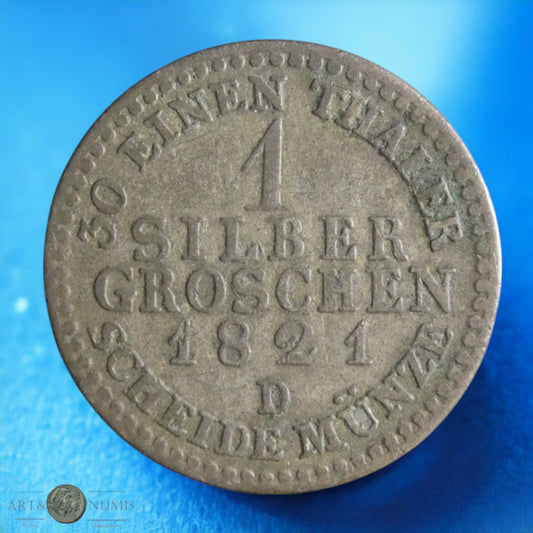 30 EINEN THALER
1
SILBER
GROSCHEN
1821
D
SCHEIDE MÜNZE
ART & NUMIS